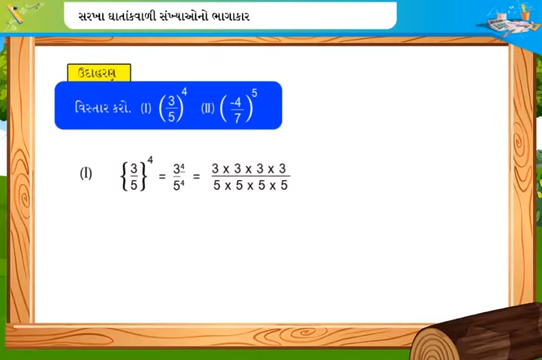 સરખા ઘાતાંકવાળી સંખ્યાઓનો ભાગાકાર
ઉદાહરણ
વિસ્તાર કરો. (I) (3/5)^4 (II) (-4/7)^5
(I) {3/5}^4 = 3^4/5^4 = 3 x 3 x 3 x 3 / 5 x 5 x 5 x 5